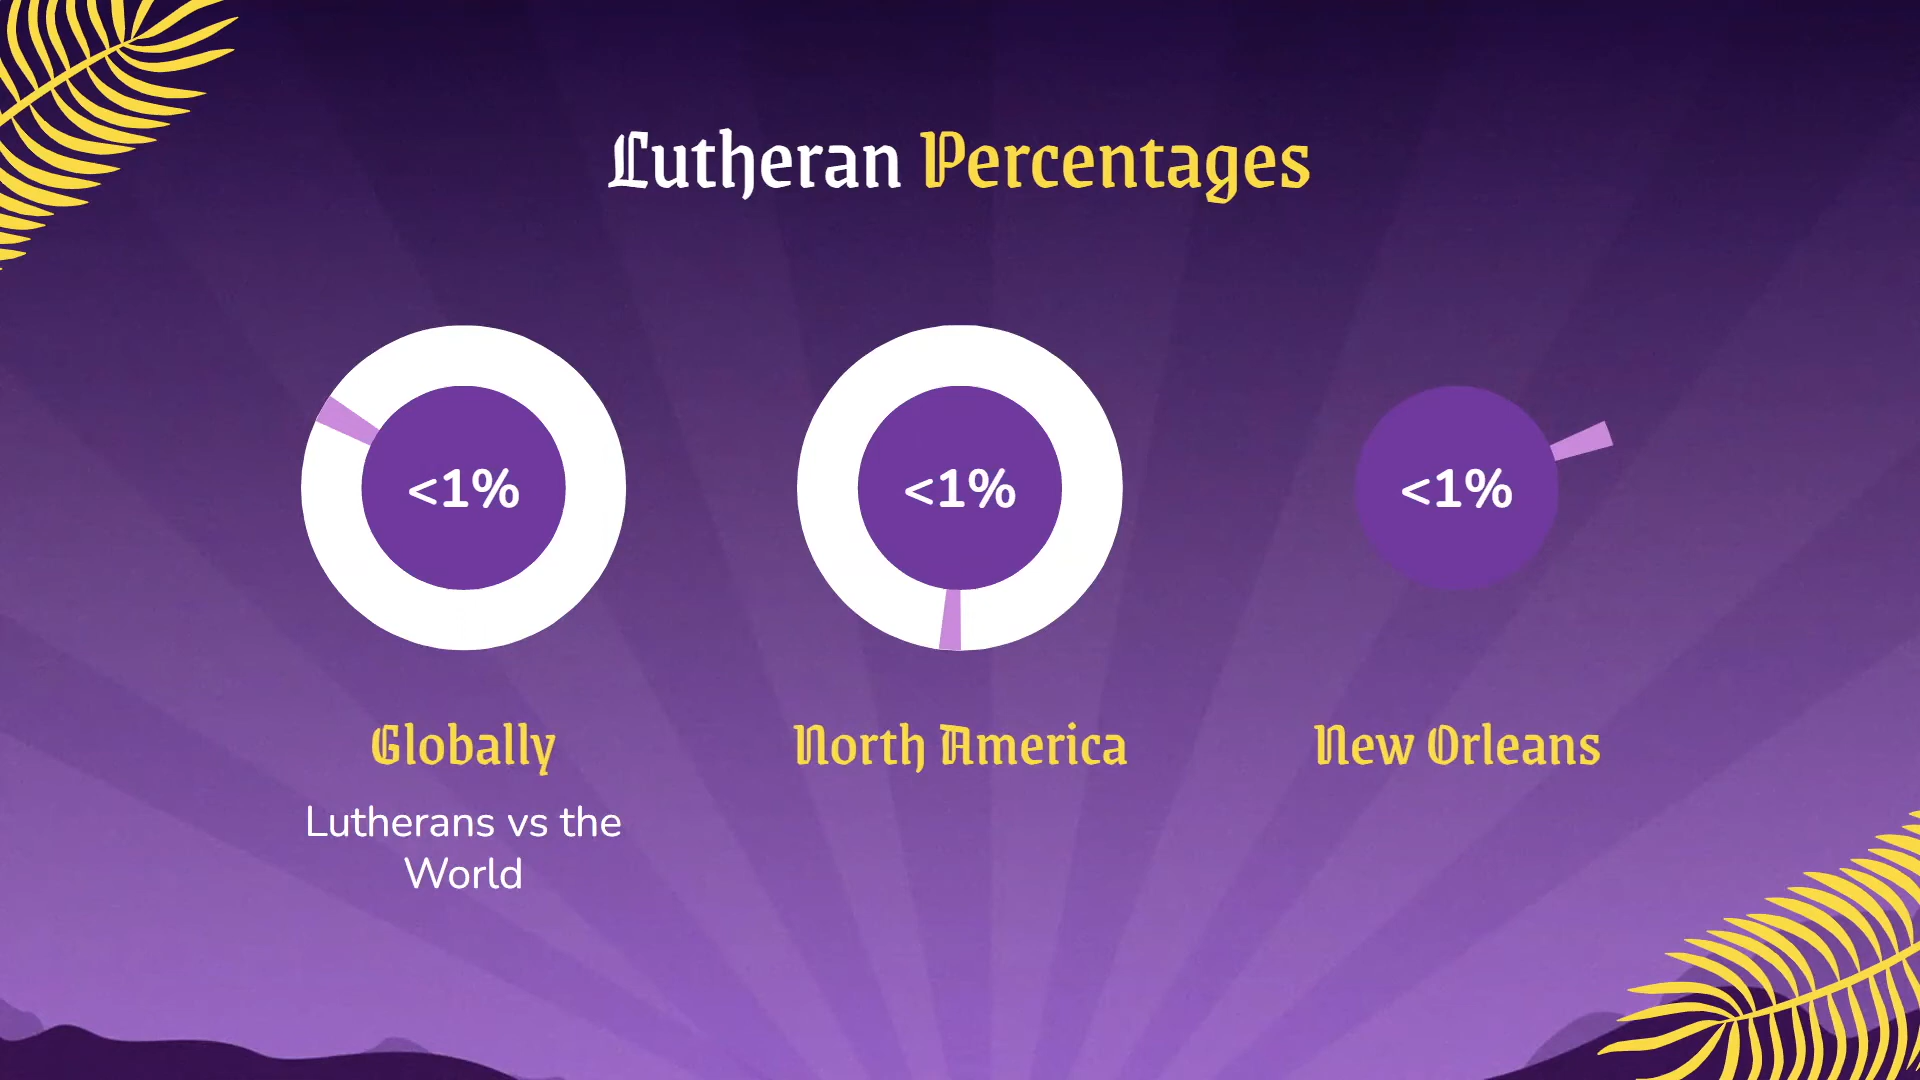 Lutheran Percentages
<1%
<1%
<1%
Globally
North America
New Orleans
Lutherans vs the
World